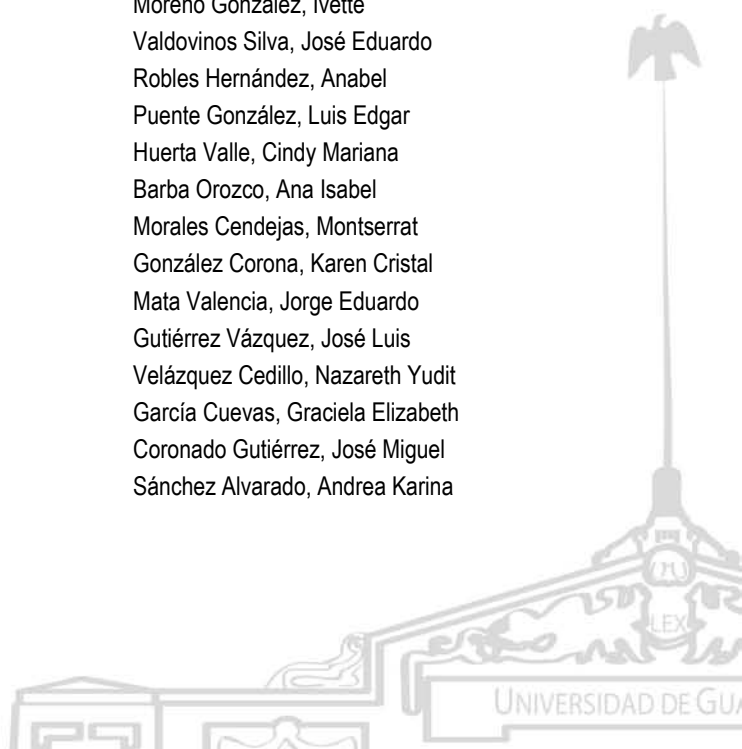 Moreno González, Ivette
Valdovinos Silva, José Eduardo
Robles Hernández, Anabel
Puente González, Luis Edgar
Huerta Valle, Cindy Mariana
Barba Orozco, Ana Isabel
Morales Cendejas, Montserrat
González Corona, Karen Cristal
Mata Valencia, Jorge Eduardo
Gutiérrez Vázquez, José Luis
Velázquez Cedillo, Nazareth Yudit
García Cuevas, Graciela Elizabeth
Coronado Gutiérrez, José Miguel
Sánchez Alvarado, Andrea Karina
LEX
UNIVERSIDAD DE GUA